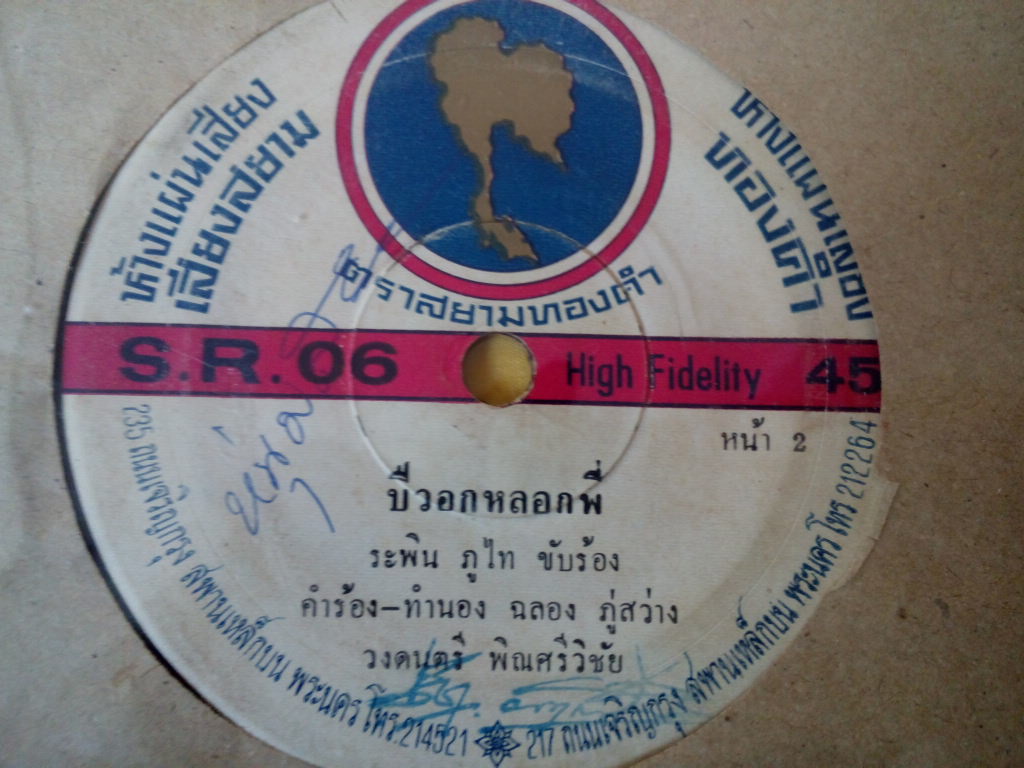 ห้างแผ่นเสียง
เสียงสยาม
ห้างแผ่นเสียง
ทองคำ
ตราสยามทองคำ
S.R. 06 High Fidelity 45
หน้า 2
บี้วอกหลอกพี่
ระพิน ภูไท ขับร้อง
คำร้อง-ทำนอง ฉลอง ภู่สว่าง
วงดนตรี พิณศรีวิชัย
235 ถนนเจริญกรุง สพานเหล็กบน พระนคร โทร.214521
217 ถนนเจริญกรุง สพานเหล็กบน พระนคร โทร 212264